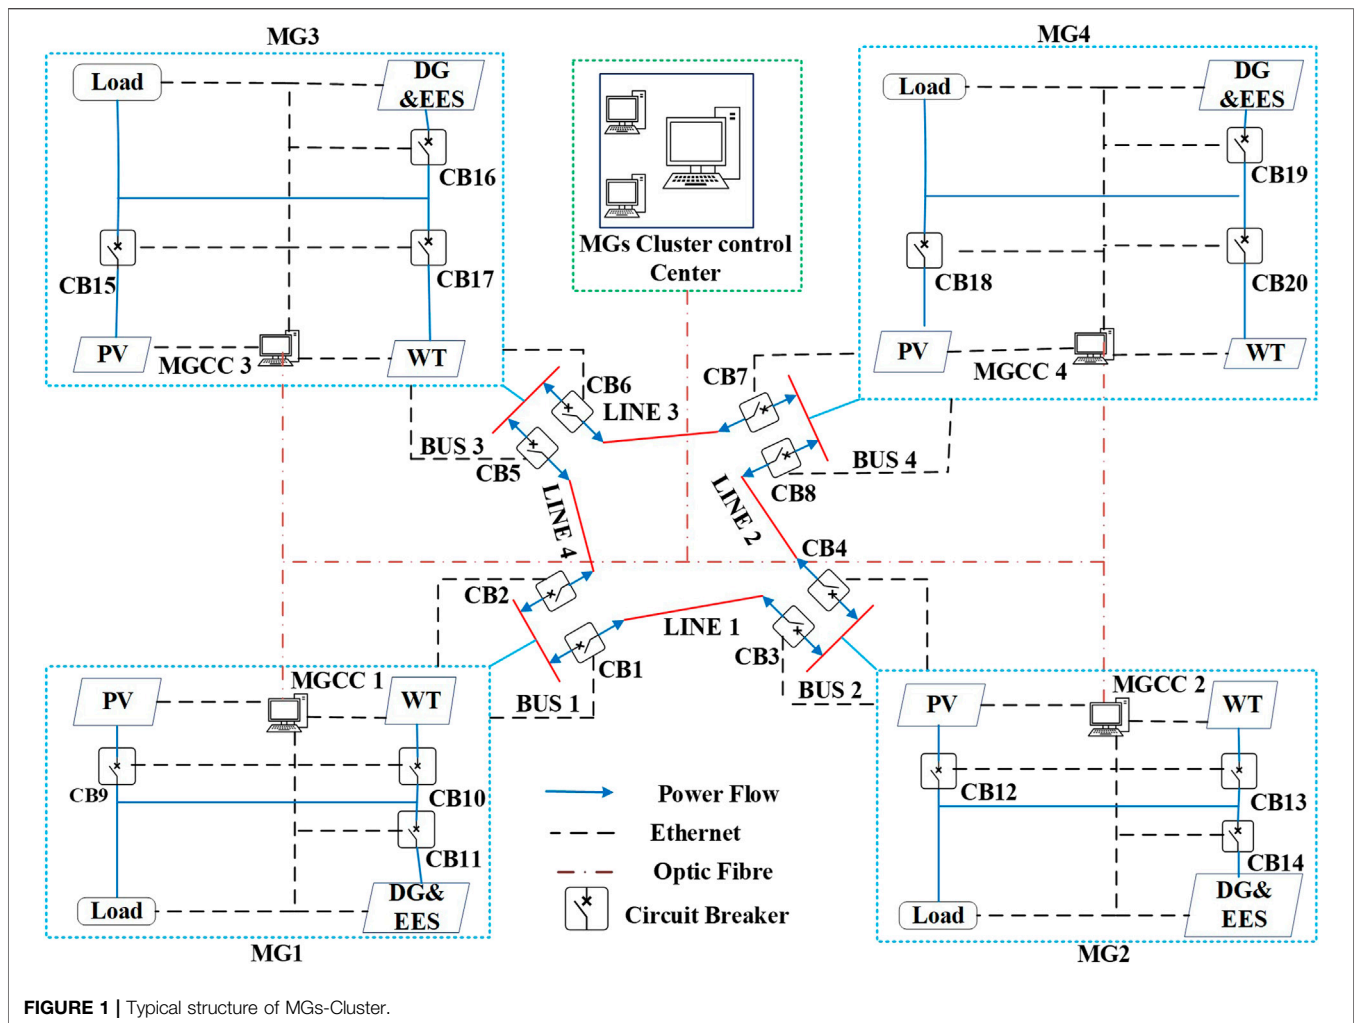 MG3
MG4
Load
DG
&EES
CB16
CB15
CB17
PV
MGCC 3
WT
MGs Cluster control
Center
Load
DG
&EES
CB19
CB18
CB20
PV
MGCC 4
WT
CB6
LINE 3
CB7
BUS 3
CB5
BUS 4
CB8
LINE 4
LINE 2
CB2
CB4
LINE 1
CB1
CB3
BUS 1
BUS 2
PV
MGCC 1
WT
CB9
CB10
CB11
Load
DG&
EES
MG1
Power Flow
Ethernet
Optic Fibre
Circuit Breaker
PV
MGCC 2
WT
CB12
CB13
CB14
Load
DG&
EES
MG2
FIGURE 1 | Typical structure of MGs-Cluster.